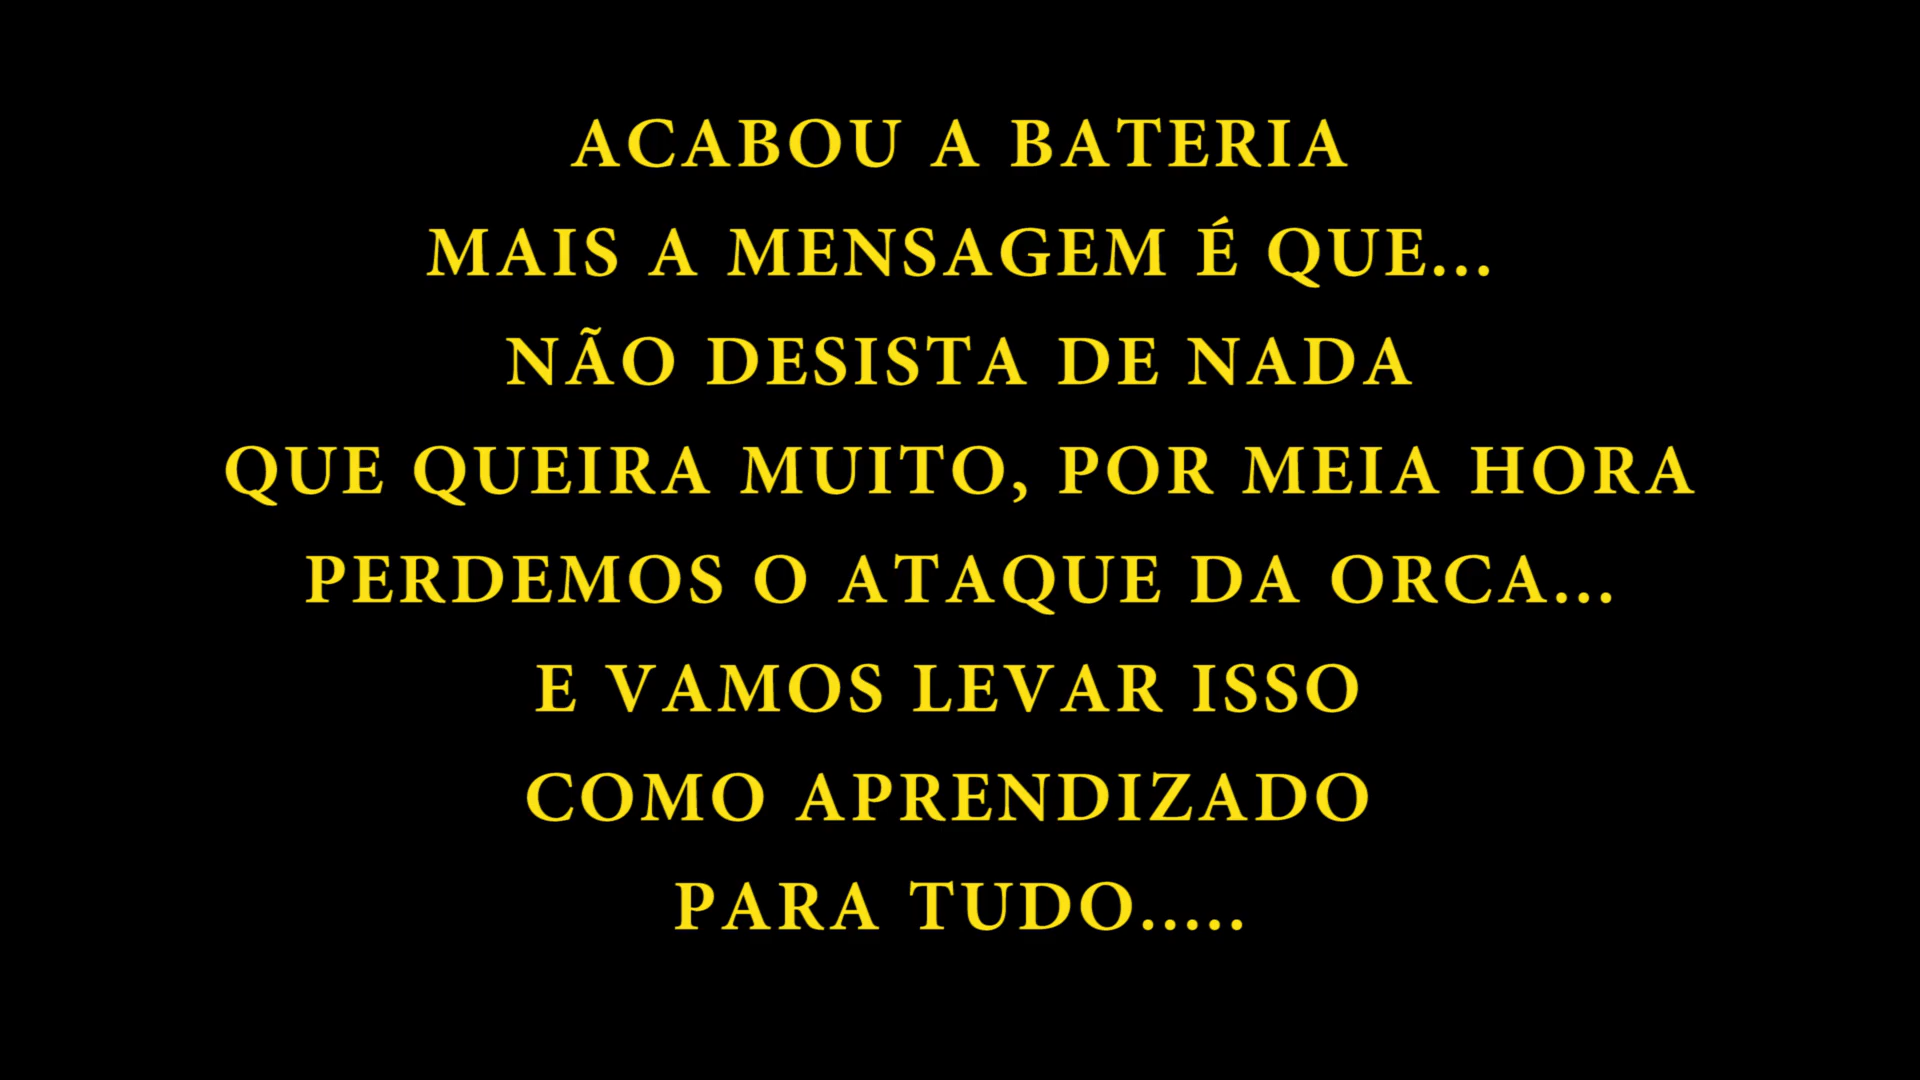 ACABOU A BATERIA
MAIS A MENSAGEM É QUE...
NÃO DESISTA DE NADA
QUE QUEIRA MUITO, POR MEIA HORA
PERDEMOS O ATAQUE DA ORCA...
E VAMOS LEVAR ISSO
COMO APRENDIZADO
PARA TUDO.....